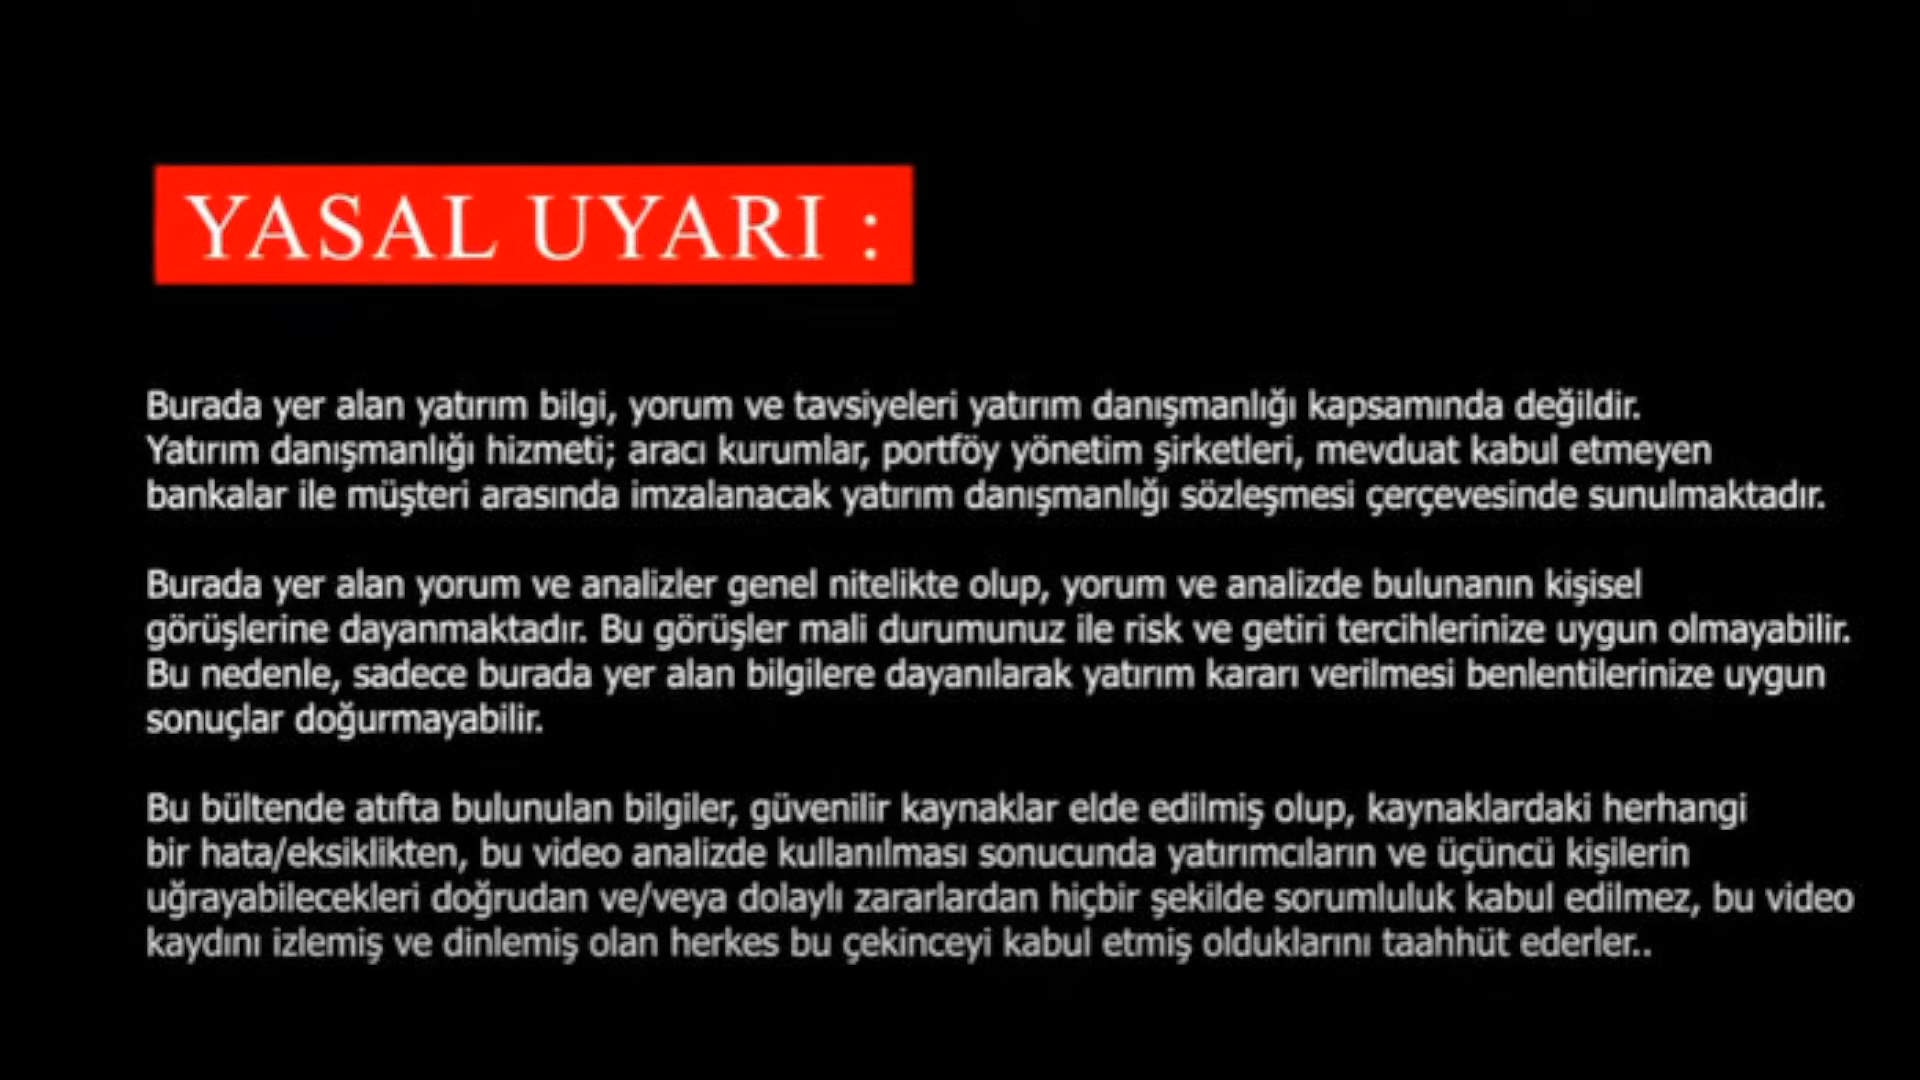 YASAL UYARI :
Burada yer alan yatırım bilgi, yorum ve tavsiyeleri yatırım danışmanlığı kapsamında değildir.
Yatırım danışmanlığı hizmeti; aracı kurumlar, portföy yönetim şirketleri, mevduat kabul etmeyen
bankalar ile müşteri arasında imzalanacak yatırım danışmanlığı sözleşmesi çerçevesinde sunulmaktadır.
Burada yer alan yorum ve analizler genel nitelikte olup, yorum ve analizde bulunanın kişisel
görüşlerine dayanmaktadır. Bu görüşler mali durumunuz ile risk ve getiri tercihlerinize uygun olmayabilir.
Bu nedenle, sadece burada yer alan bilgilere dayanılarak yatırım kararı verilmesi benlentilerinize uygun
sonuçlar doğurmayabilir.
Bu bültende atıfta bulunulan bilgiler, güvenilir kaynaklar elde edilmiş olup, kaynaklardaki herhangi
bir hata/eksiklikten, bu video analizde kullanılması sonucunda yatırımcıların ve üçüncü kişilerin
uğrayabilecekleri doğrudan ve/veya dolaylı zararlardan hiçbir şekilde sorumluluk kabul edilmez, bu video
kaydını izlemiş ve dinlemiş olan herkes bu çekinceyi kabul etmiş olduklarını taahhüt ederler..